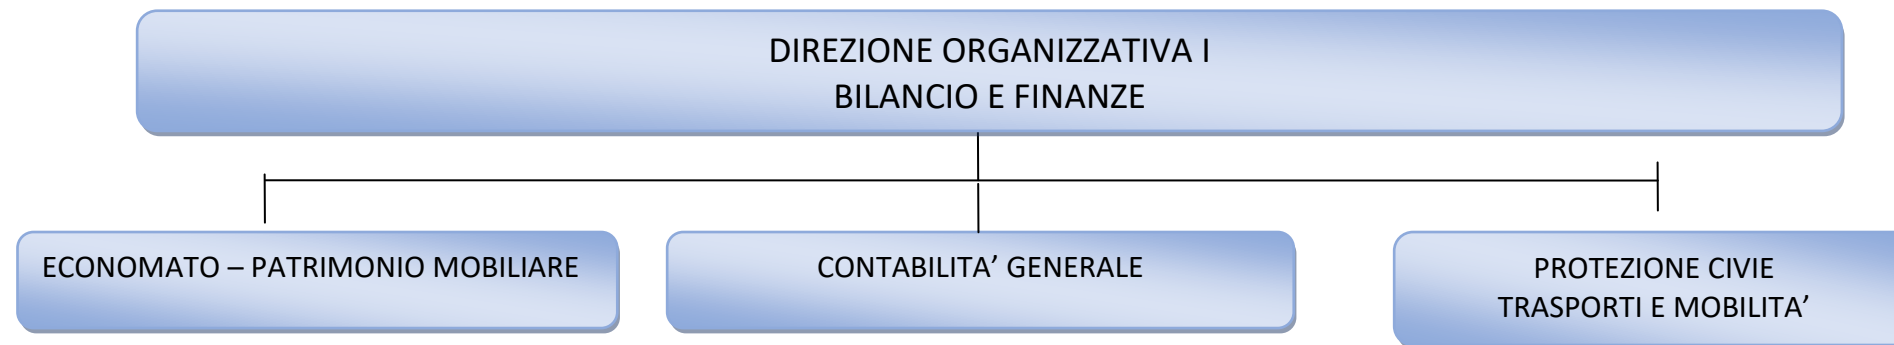 DIREZIONE ORGANIZZATIVA I
BILANCIO E FINANZE
ECONOMATO – PATRIMONIO MOBILIARE
CONTABILITA’ GENERALE
PROTEZIONE CIVIE
TRASPORTI E MOBILITA’